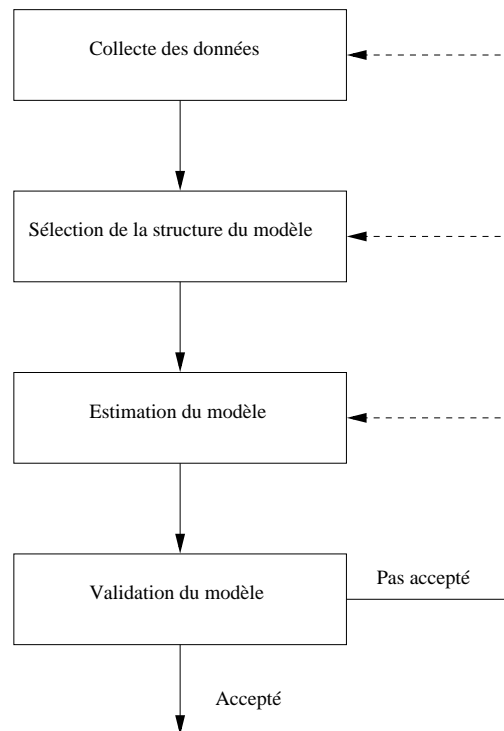 Collecte des données
Sélection de la structure du modèle
Estimation du modèle
Pas accepté
Validation du modèle
Accepté